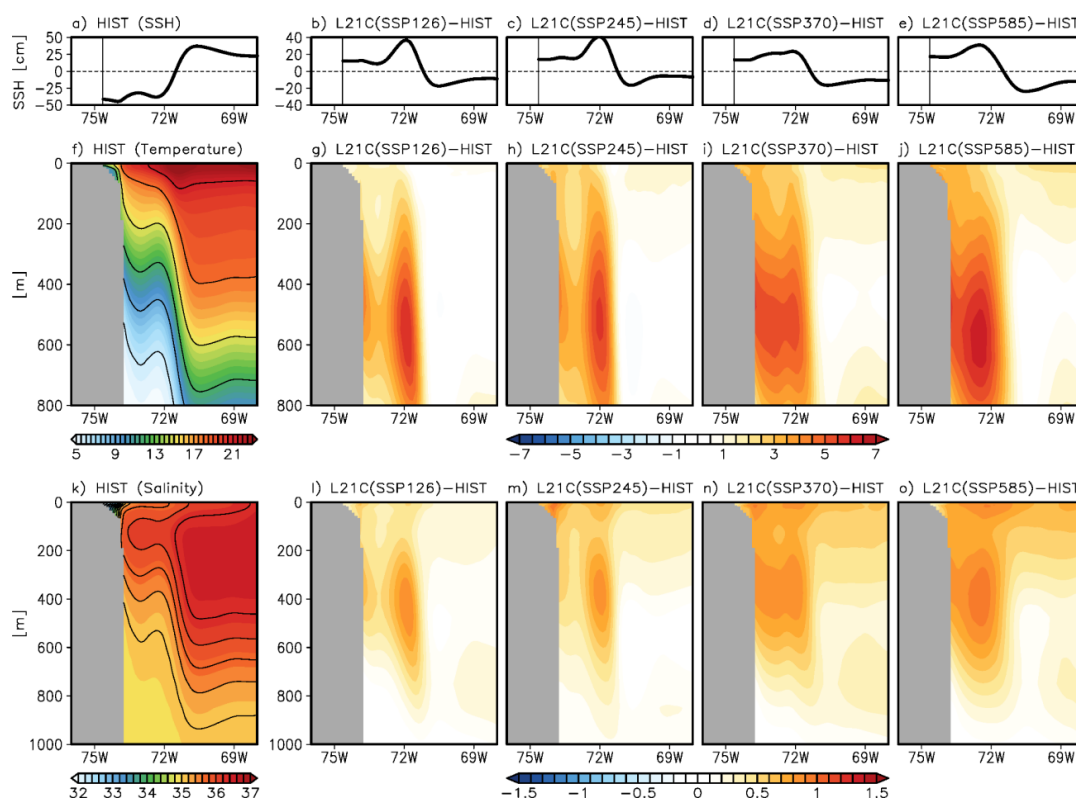 a) HIST (SSH)
b) L21C(SSP126)−HIST
c) L21C(SSP245)−HIST
d) L21C(SSP370)−HIST
e) L21C(SSP585)−HIST
SSH [cm]
50
25
0
−25
−50
40
20
0
−20
−40
75W 72W 69W
75W 72W 69W
75W 72W 69W
75W 72W 69W
75W 72W 69W
f) HIST (Temperature)
g) L21C(SSP126)−HIST
h) L21C(SSP245)−HIST
i) L21C(SSP370)−HIST
j) L21C(SSP585)−HIST
[m]
0
200
400
600
800
75W 72W 69W
75W 72W 69W
75W 72W 69W
75W 72W 69W
75W 72W 69W
5 9 13 17 21
−7 −5 −3 −1 1 3 5 7
k) HIST (Salinity)
l) L21C(SSP126)−HIST
m) L21C(SSP245)−HIST
n) L21C(SSP370)−HIST
o) L21C(SSP585)−HIST
[m]
0
200
400
600
800
1000
75W 72W 69W
75W 72W 69W
75W 72W 69W
75W 72W 69W
75W 72W 69W
32 33 34 35 36 37
−1.5 −1 −0.5 0 0.5 1 1.5